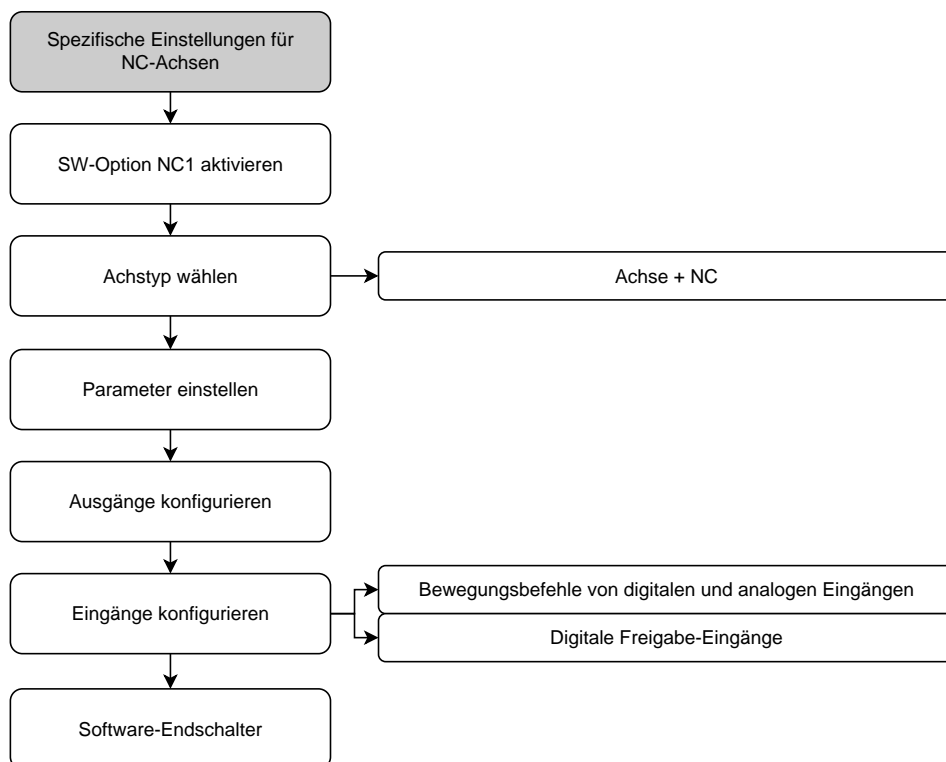 Spezifische Einstellungen für
NC-Achsen
SW-Option NC1 aktivieren
Achstyp wählen
Achse + NC
Parameter einstellen
Ausgänge konfigurieren
Eingänge konfigurieren
Bewegungsbefehle von digitalen und analogen Eingängen
Digitale Freigabe-Eingänge
Software-Endschalter